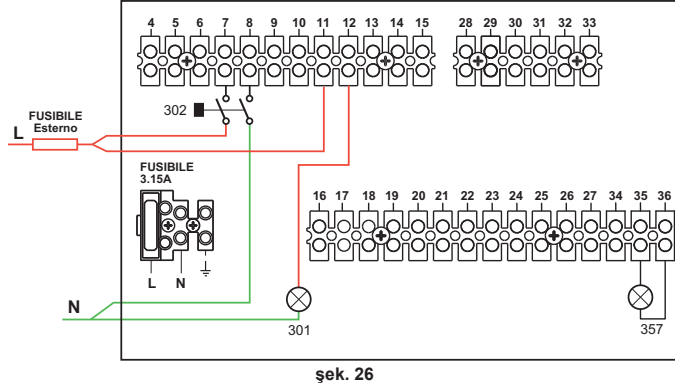 4 5 6 7 8 9 10 11 12 13 14 15 28 29 30 31 32 33
302
FUSIBILE
Esterno
L
FUSIBILE
3.15A
16 17 18 19 20 21 22 23 24 25 26 27 34 35 36
L N
N
301
357
şek. 26